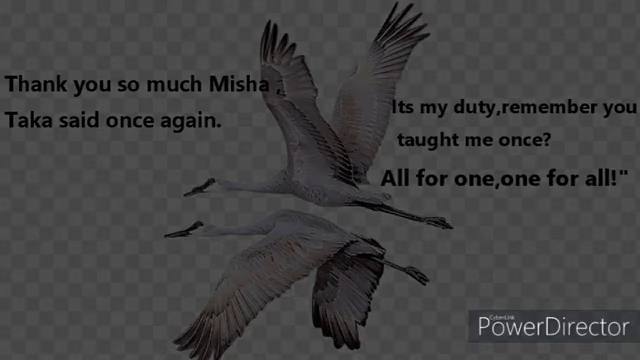 Thank you so much Misha ,
Taka said once again.
Its my duty,remember you
taught me once?
All for one,one for all!"
CyberLink
PowerDirector